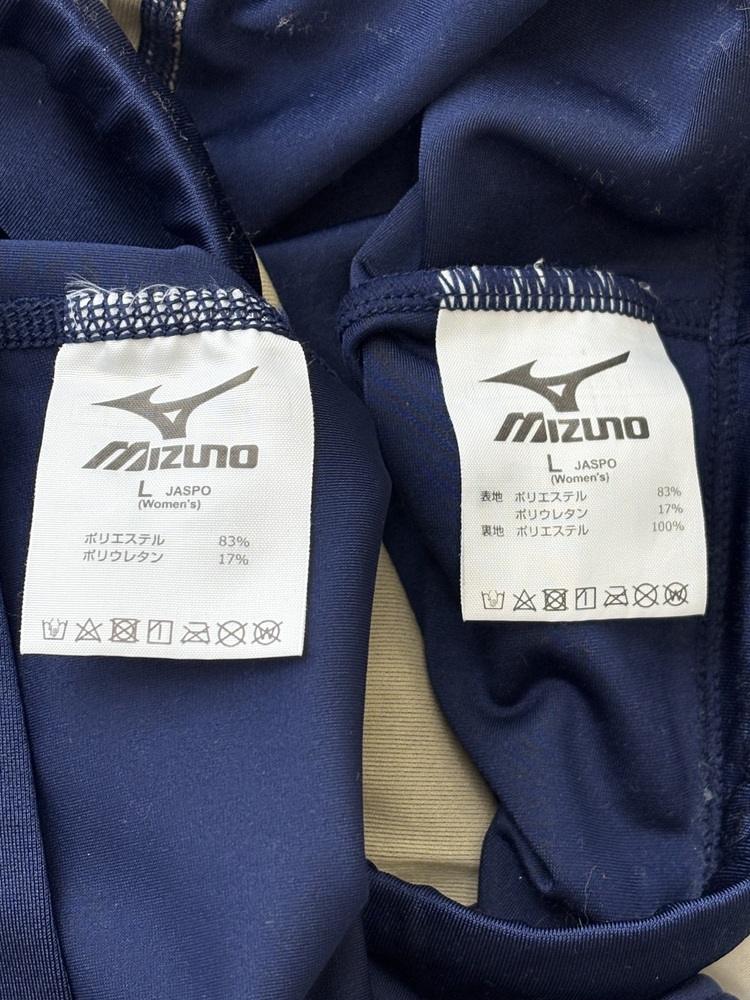 MIZUNO
L JASPO
(Women's)
ポリエステル 83%
ポリウレタン 17%
MIZUNO
L JASPO
(Women's)
表地 ポリエステル 83%
ポリウレタン 17%
裏地 ポリエステル 100%